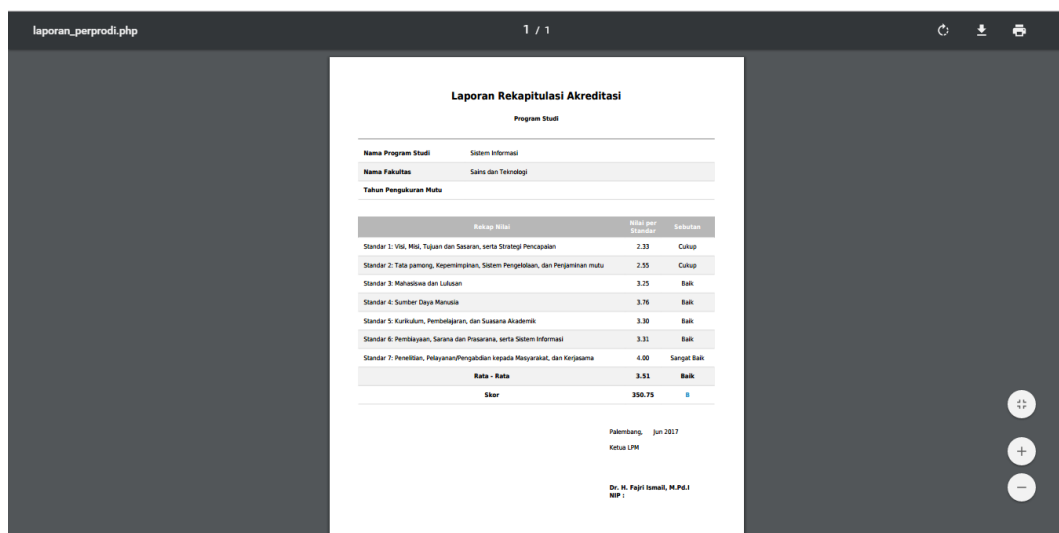 laporan_perprodi.php
1 / 1
Laporan Rekapitulasi Akreditasi
Program Studi
Nama Program Studi Sistem Informasi
Nama Fakultas Sains dan Teknologi
Tahun Pengukuran Mutu
Rekap Nilai Nilai per Standar Sebutan
Standar 1: Visi, Misi, Tujuan dan Sasaran, serta Strategi Pencapaian 2.33 Cukup
Standar 2: Tata pamong, Kepemimpinan, Sistem Pengelolaan, dan Penjaminan mutu 2.55 Cukup
Standar 3: Mahasiswa dan Lulusan 3.25 Baik
Standar 4: Sumber Daya Manusia 3.76 Baik
Standar 5: Kurikulum, Pembelajaran, dan Suasana Akademik 3.30 Baik
Standar 6: Pembiayaan, Sarana dan Prasarana, serta Sistem Informasi 3.31 Baik
Standar 7: Penelitian, Pelayanan/Pengabdian kepada Masyarakat, dan Kerjasama 4.00 Sangat Baik
Rata - Rata 3.51 Baik
Skor 350.75 B
Palembang, Jun 2017
Ketua LPM
Dr. H. Fajri Ismail, M.Pd.I
NIP :